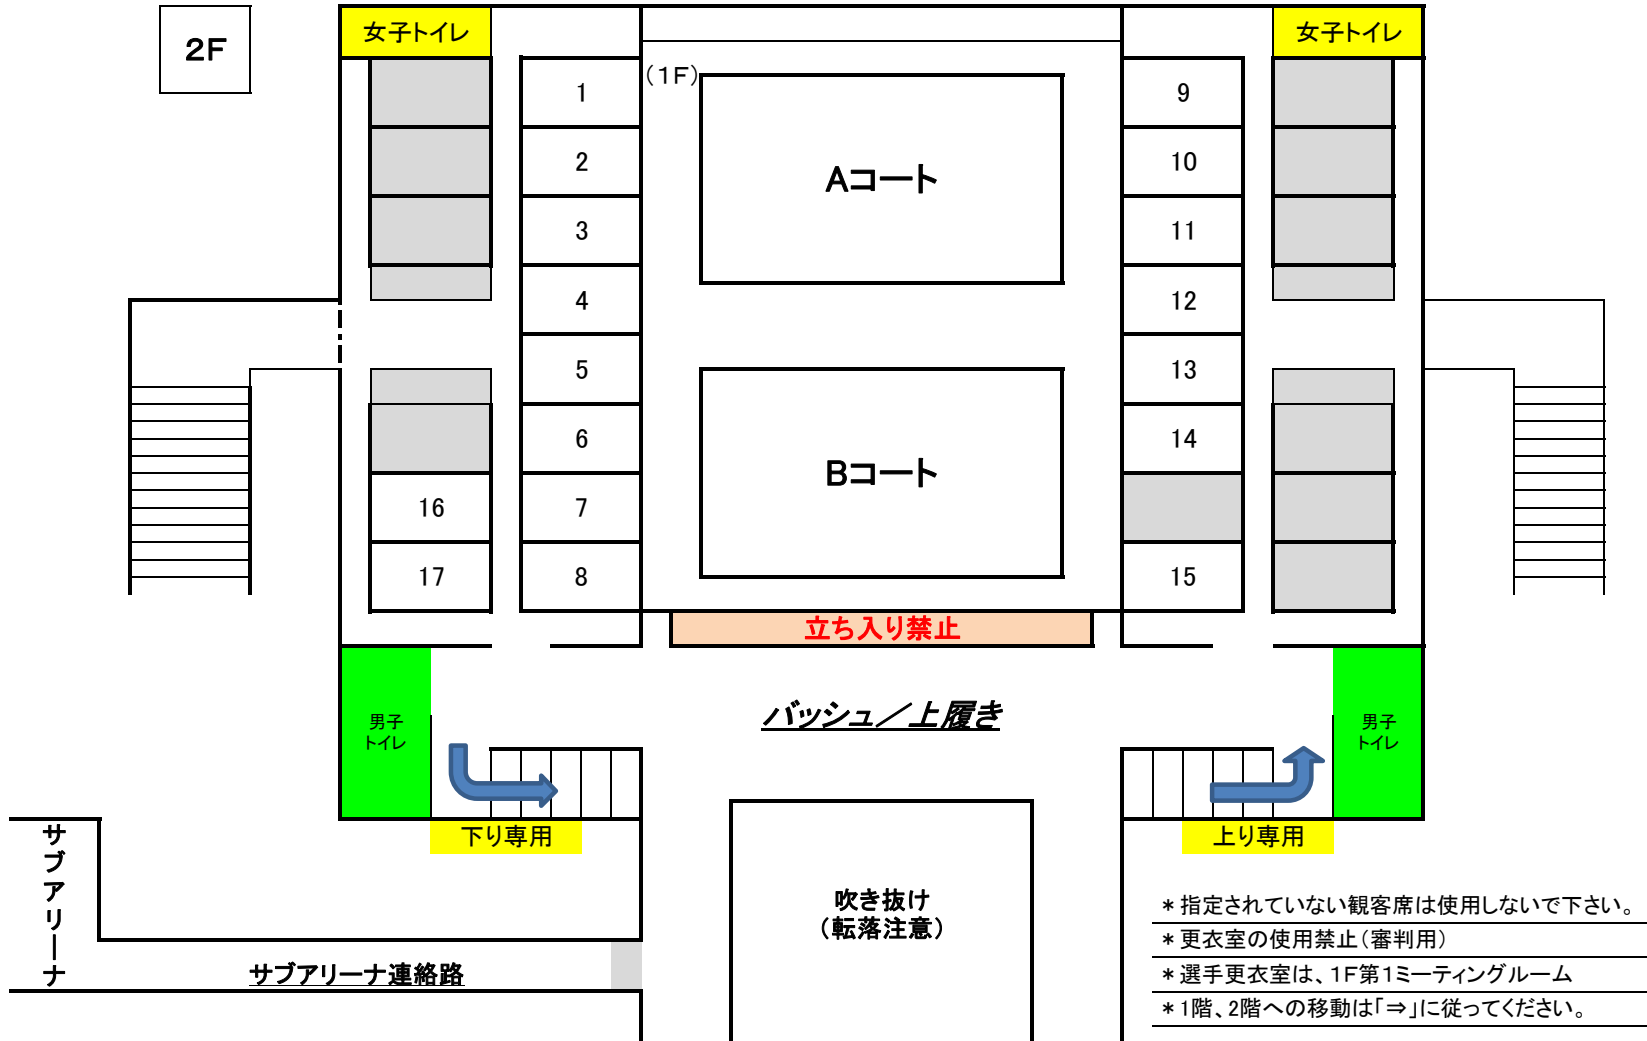 2F
女子トイレ
女子トイレ
(1F)
1
9
2
10
Aコート
3
11
4
12
5
13
6
14
Bコート
16
7
17
8
15
立ち入り禁止
バッシュ／上履き
男子
トイレ
男子
トイレ
下り専用
上り専用
サブアリーナ
吹き抜け
（転落注意）
サブアリーナ連絡路
＊指定されていない観客席は使用しないで下さい。
＊更衣室の使用禁止（審判用）
＊選手更衣室は、1F第1ミーティングルーム
＊1階、2階への移動は「⇒」に従ってください。